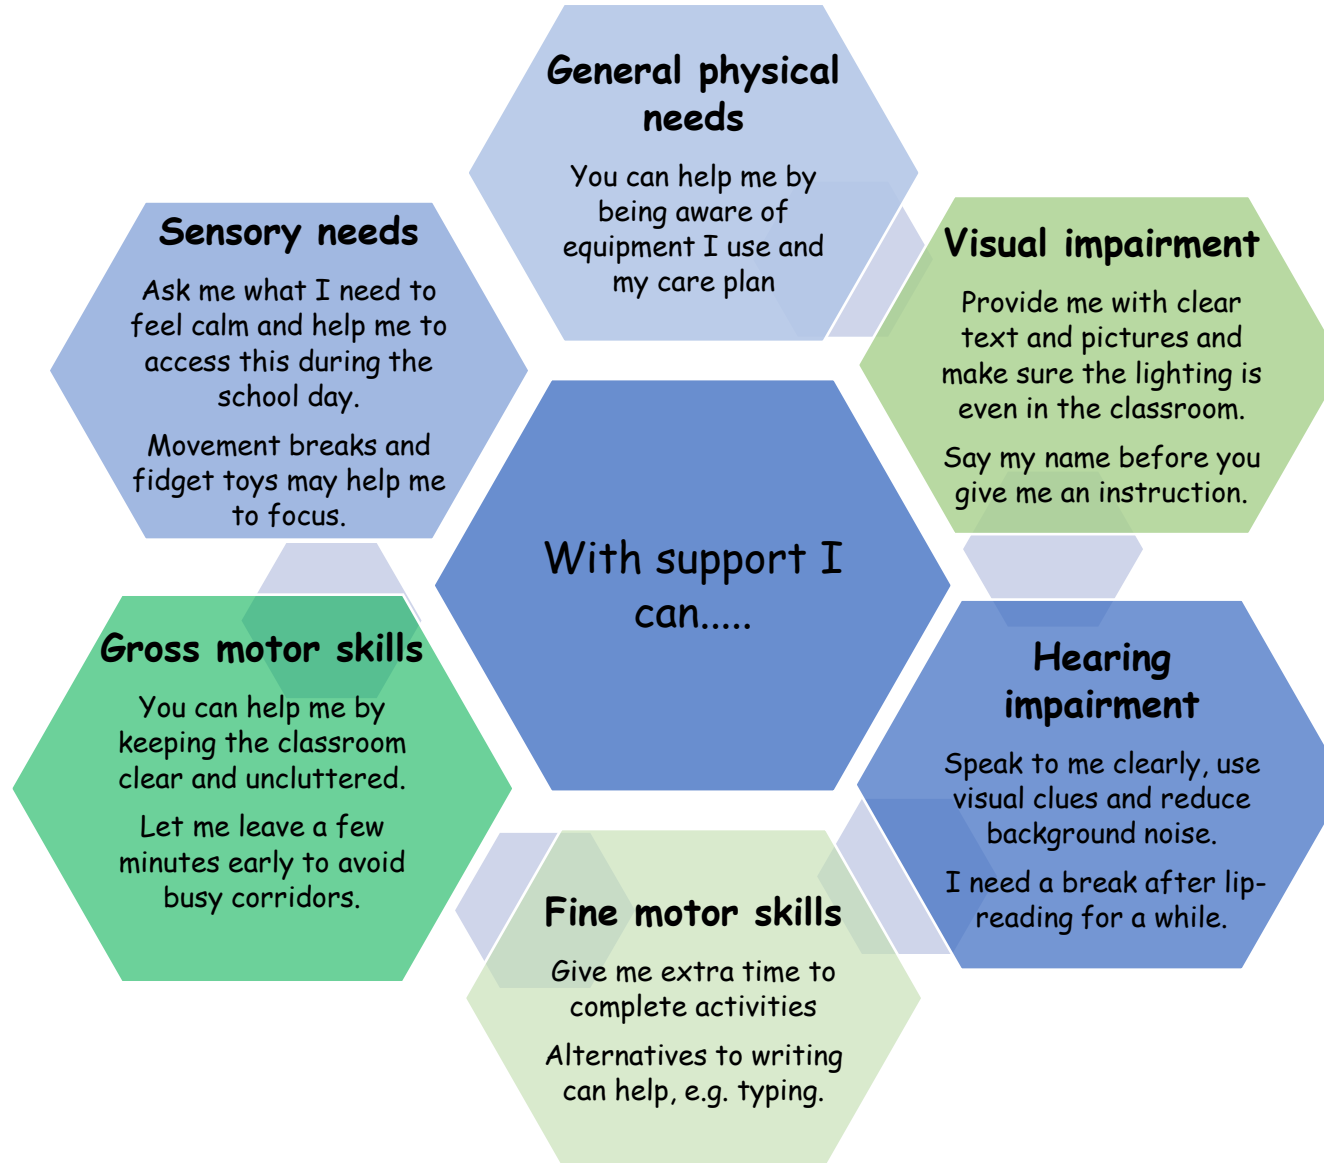 General physical
needs
You can help me by
being aware of
equipment I use and
my care plan
Visual impairment
Provide me with clear
text and pictures and
make sure the lighting is
even in the classroom.
Say my name before you
give me an instruction.
Hearing
impairment
Speak to me clearly, use
visual clues and reduce
background noise.
I need a break after lip-
reading for a while.
Fine motor skills
Give me extra time to
complete activities
Alternatives to writing
can help, e.g. typing.
Gross motor skills
You can help me by
keeping the classroom
clear and uncluttered.
Let me leave a few
minutes early to avoid
busy corridors.
Sensory needs
Ask me what I need to
feel calm and help me to
access this during the
school day.
Movement breaks and
fidget toys may help me
to focus.
With support I
can.....